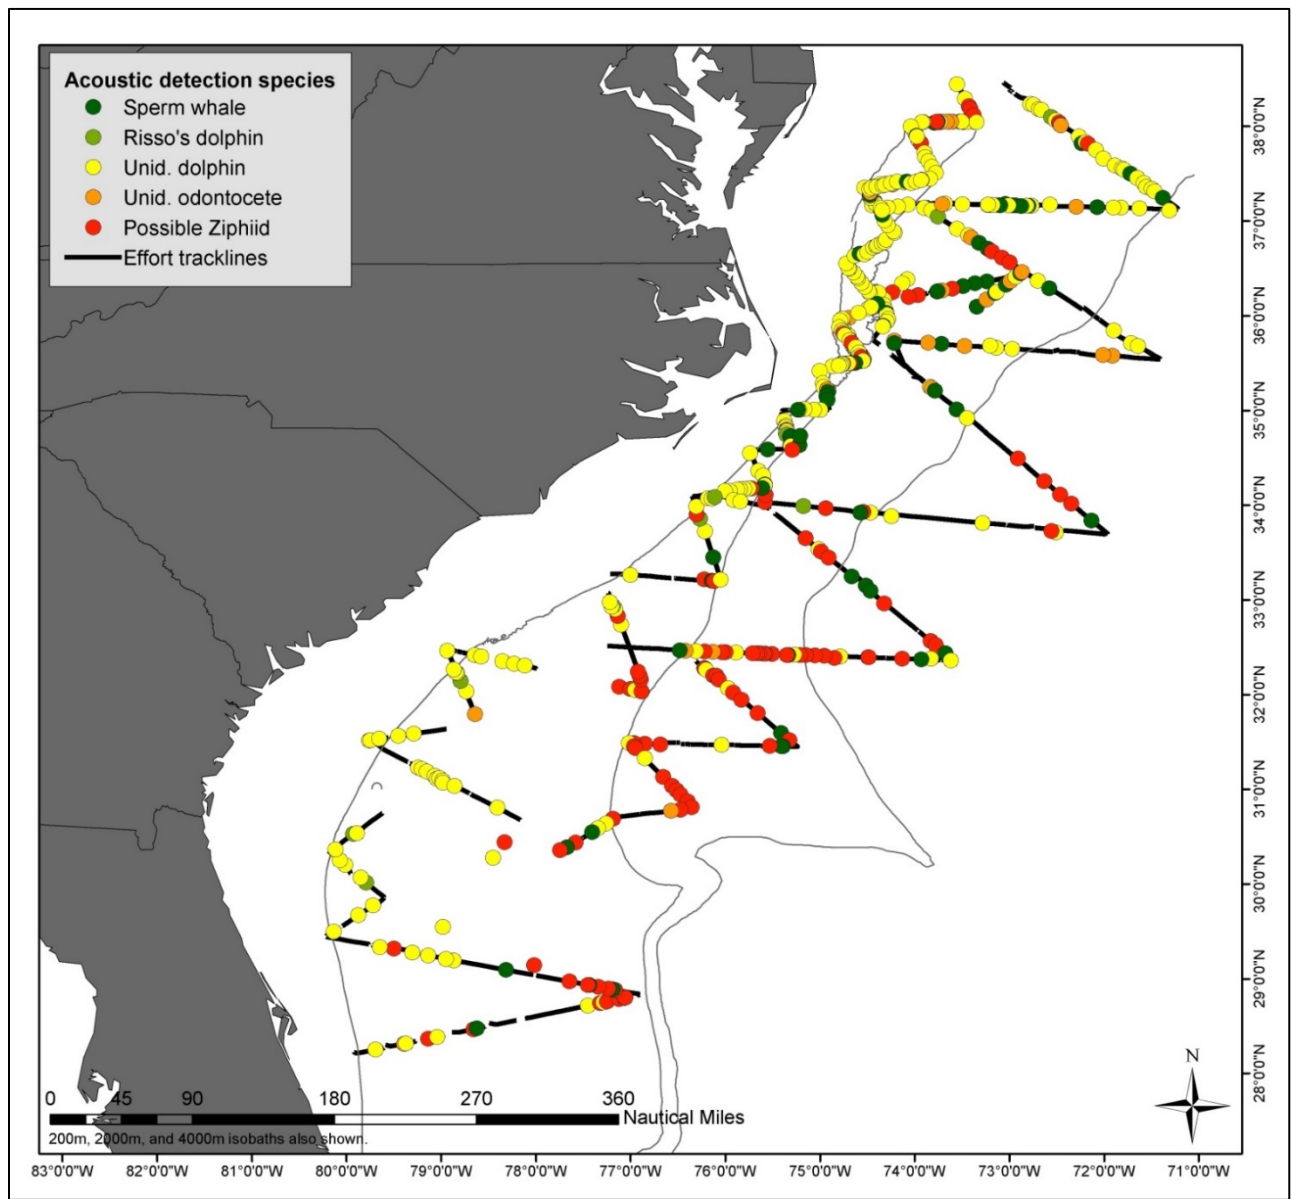 Acoustic detection species
Sperm whale
Risso's dolphin
Unid. dolphin
Unid. odontocete
Possible Ziphiid
Effort tracklines
38°0'0"N
37°0'0"N
36°0'0"N
35°0'0"N
34°0'0"N
33°0'0"N
32°0'0"N
31°0'0"N
30°0'0"N
29°0'0"N
28°0'0"N
N
0 45 90 180 270 360
Nautical Miles
200m, 2000m, and 4000m isobaths also shown.
83°0'0"W 82°0'0"W 81°0'0"W 80°0'0"W 79°0'0"W 78°0'0"W 77°0'0"W 76°0'0"W 75°0'0"W 74°0'0"W 73°0'0"W 72°0'0"W 71°0'0"W